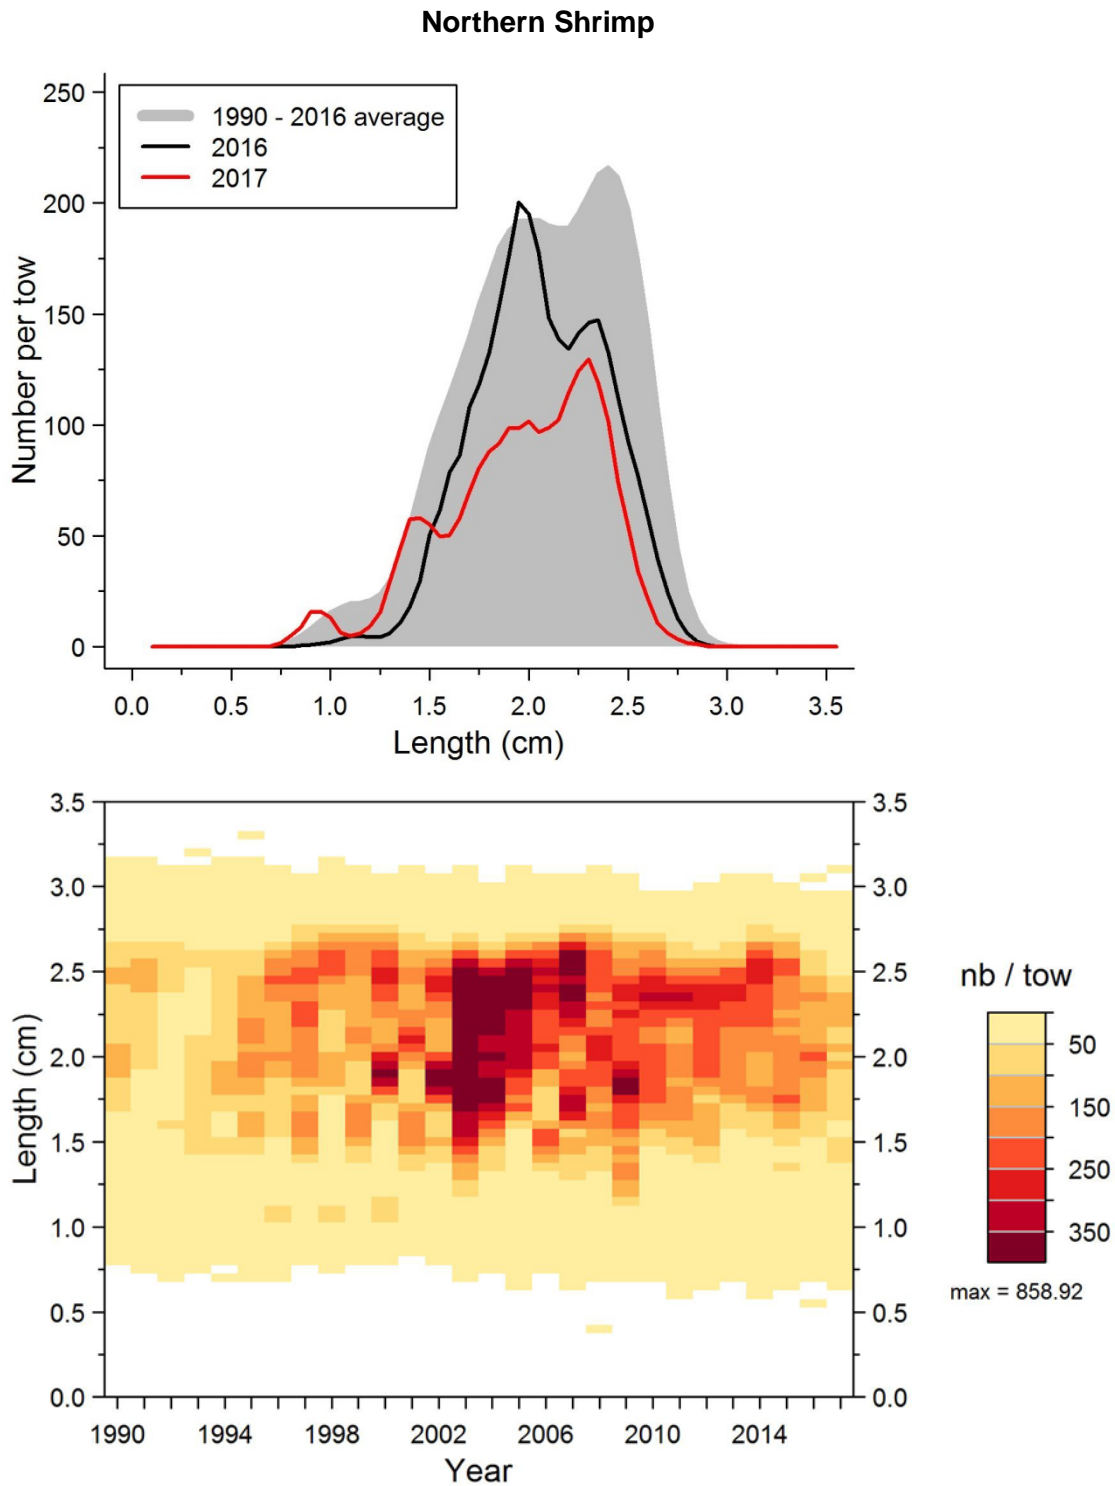 Northern Shrimp
250
200
150
100
50
0
Number per tow
1990 - 2016 average
2016
2017
0.0 0.5 1.0 1.5 2.0 2.5 3.0 3.5
Length (cm)
3.5 3.5
3.0 3.0
2.5 2.5
2.0 2.0
1.5 1.5
1.0 1.0
0.5 0.5
0.0 0.0
Length (cm)
1990 1994 1998 2002 2006 2010 2014
Year
nb / tow
50
150
250
350
max = 858.92